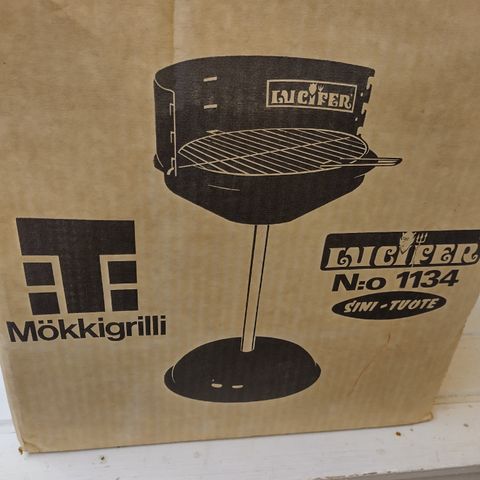 LUCIFER
Mökkigrilli
LUCIFER
N:o 1134
SINI-TUOTE